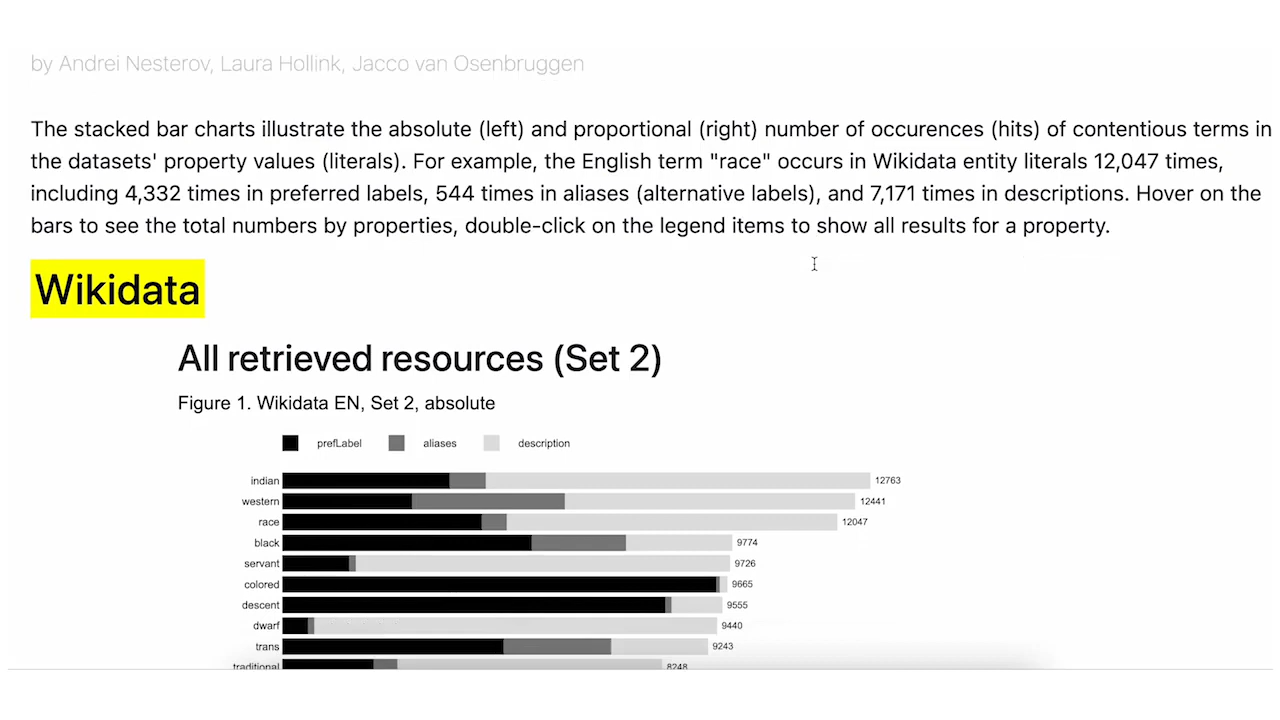 by Andrei Nesterov, Laura Hollink, Jacco van Osenbruggen
The stacked bar charts illustrate the absolute (left) and proportional (right) number of occurences (hits) of contentious terms in
the datasets' property values (literals). For example, the English term "race" occurs in Wikidata entity literals 12,047 times,
including 4,332 times in preferred labels, 544 times in aliases (alternative labels), and 7,171 times in descriptions. Hover on the
bars to see the total numbers by properties, double-click on the legend items to show all results for a property.
Wikidata
All retrieved resources (Set 2)
Figure 1. Wikidata EN, Set 2, absolute
prefLabel aliases description
indian 12763
western 12441
race 12047
black 9774
servant 9726
colored 9665
descent 9555
dwarf 9440
trans 9243
traditional 8248